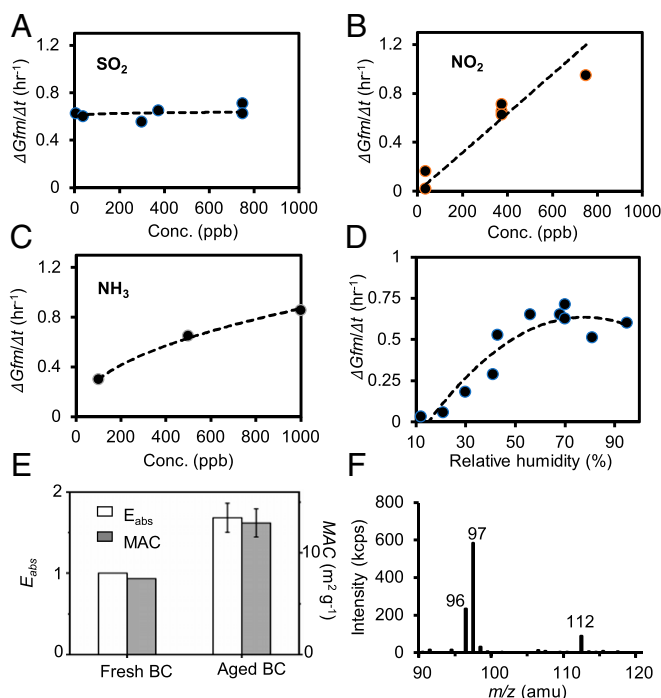 A
SO2
ΔGfm/Δt (hr-1)
1.2
0.8
0.4
0
0 200 400 600 800 1000
Conc. (ppb)
B
NO2
ΔGfm/Δt (hr-1)
1.2
0.8
0.4
0
0 200 400 600 800 1000
Conc. (ppb)
C
NH3
ΔGfm/Δt (hr-1)
1.2
0.8
0.4
0
0 200 400 600 800 1000
Conc. (ppb)
D
ΔGfm/Δt (hr-1)
1
0.75
0.5
0.25
0
10 30 50 70 90
Relative humidity (%)
E
Eabs
2
1
0
Eabs
MAC
MAC (m2 g-1)
10
0
Fresh BC Aged BC
F
Intensity (kcps)
800
600
400
200
0
97
96
112
90 100 110 120
m/z (amu)